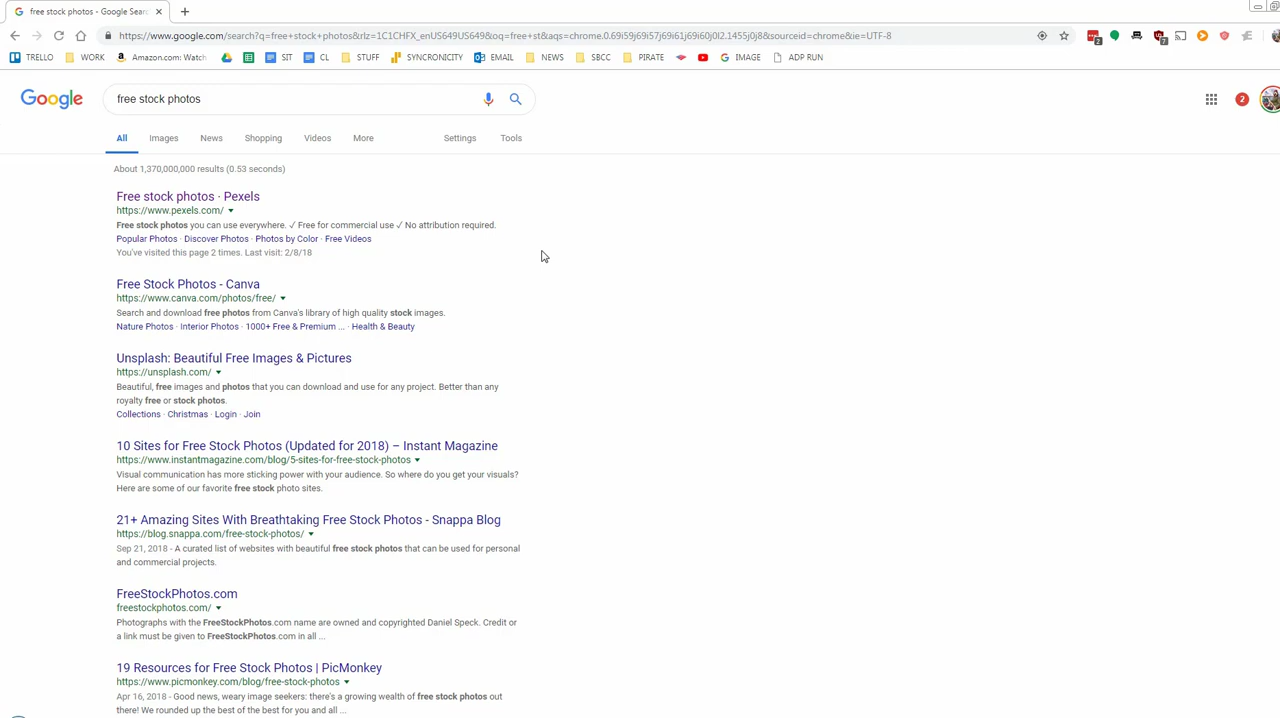 free stock photos - Google Sear
https://www.google.com/search?q=free+stock+photos&rlz=1C1CHFX_enUS649US649&oq=free+st&aqs=chrome.0.69i59j69i57j69i61j69i60j0l2.1455j0j8&sourceid=chrome&ie=UTF-8
2 7
TRELLO WORK Amazon.com: Watch SIT CL STUFF SYNCRONICITY EMAIL NEWS SBCC PIRATE IMAGE ADP RUN
Google free stock photos 2
All Images News Shopping Videos More Settings Tools
About 1,370,000,000 results (0.53 seconds)
Free stock photos · Pexels
https://www.pexels.com/
Free stock photos you can use everywhere. ✓ Free for commercial use ✓ No attribution required.
Popular Photos · Discover Photos · Photos by Color · Free Videos
You've visited this page 2 times. Last visit: 2/8/18
Free Stock Photos - Canva
https://www.canva.com/photos/free/
Search and download free photos from Canva's library of high quality stock images.
Nature Photos · Interior Photos · 1000+ Free & Premium ... · Health & Beauty
Unsplash: Beautiful Free Images & Pictures
https://unsplash.com/
Beautiful, free images and photos that you can download and use for any project. Better than any
royalty free or stock photos.
Collections · Christmas · Login · Join
10 Sites for Free Stock Photos (Updated for 2018) – Instant Magazine
https://www.instantmagazine.com/blog/5-sites-for-free-stock-photos
Visual communication has more sticking power with your audience. So where do you get your visuals?
Here are some of our favorite free stock photo sites.
21+ Amazing Sites With Breathtaking Free Stock Photos - Snappa Blog
https://blog.snappa.com/free-stock-photos/
Sep 21, 2018 - A curated list of websites with beautiful free stock photos that can be used for personal
and commercial projects.
FreeStockPhotos.com
freestockphotos.com/
Photographs with the FreeStockPhotos.com name are owned and copyrighted Daniel Speck. Credit or
a link must be given to FreeStockPhotos.com in all ...
19 Resources for Free Stock Photos | PicMonkey
https://www.picmonkey.com/blog/free-stock-photos
Apr 16, 2018 - Good news, weary image seekers: there's a growing wealth of free stock photos out
there! We rounded up the best of the best for you and all ...